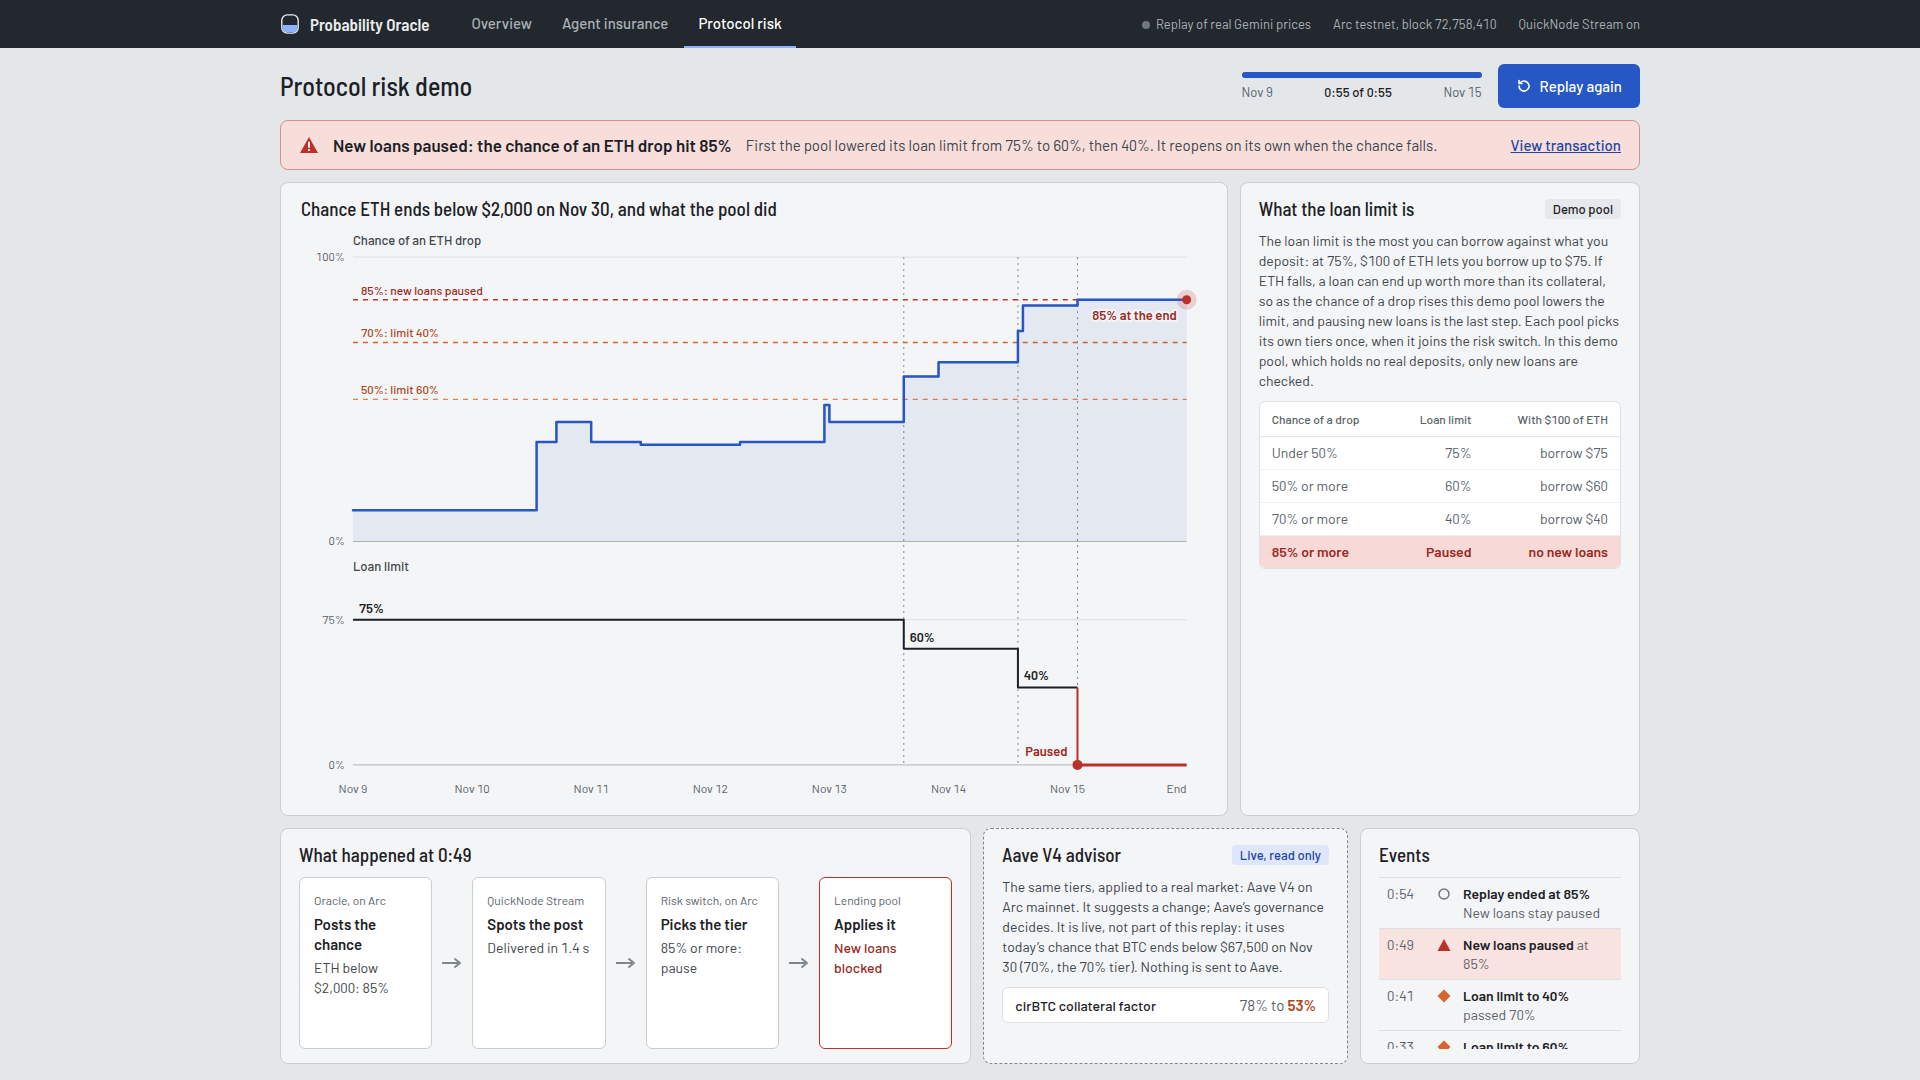 Probability Oracle
Overview
Agent insurance
Protocol risk
Replay of real Gemini prices
Arc testnet, block 72,758,410
QuickNode Stream on
Protocol risk demo
Nov 9
0:55 of 0:55
Nov 15
Replay again
New loans paused: the chance of an ETH drop hit 85%
First the pool lowered its loan limit from 75% to 60%, then 40%. It reopens on its own when the chance falls.
View transaction
Chance ETH ends below $2,000 on Nov 30, and what the pool did
Chance of an ETH drop
100%
85%: new loans paused
85% at the end
70%: limit 40%
50%: limit 60%
0%
Loan limit
75%
75%
60%
40%
Paused
0%
Nov 9
Nov 10
Nov 11
Nov 12
Nov 13
Nov 14
Nov 15
End
What the loan limit is
Demo pool
The loan limit is the most you can borrow against what you
deposit: at 75%, $100 of ETH lets you borrow up to $75. If
ETH falls, a loan can end up worth more than its collateral,
so as the chance of a drop rises this demo pool lowers the
limit, and pausing new loans is the last step. Each pool picks
its own tiers once, when it joins the risk switch. In this demo
pool, which holds no real deposits, only new loans are
checked.
Chance of a drop
Loan limit
With $100 of ETH
Under 50%
75%
borrow $75
50% or more
60%
borrow $60
70% or more
40%
borrow $40
85% or more
Paused
no new loans
What happened at 0:49
Oracle, on Arc
Posts the
chance
ETH below
$2,000: 85%
QuickNode Stream
Spots the post
Delivered in 1.4 s
Risk switch, on Arc
Picks the tier
85% or more:
pause
Lending pool
Applies it
New loans
blocked
Aave V4 advisor
Live, read only
The same tiers, applied to a real market: Aave V4 on
Arc mainnet. It suggests a change; Aave's governance
decides. It is live, not part of this replay: it uses
today's chance that BTC ends below $67,500 on Nov
30 (70%, the 70% tier). Nothing is sent to Aave.
cirBTC collateral factor
78% to 53%
Events
0:54
Replay ended at 85%
New loans stay paused
0:49
New loans paused at
85%
0:41
Loan limit to 40%
passed 70%
0:33
Loan limit to 60%